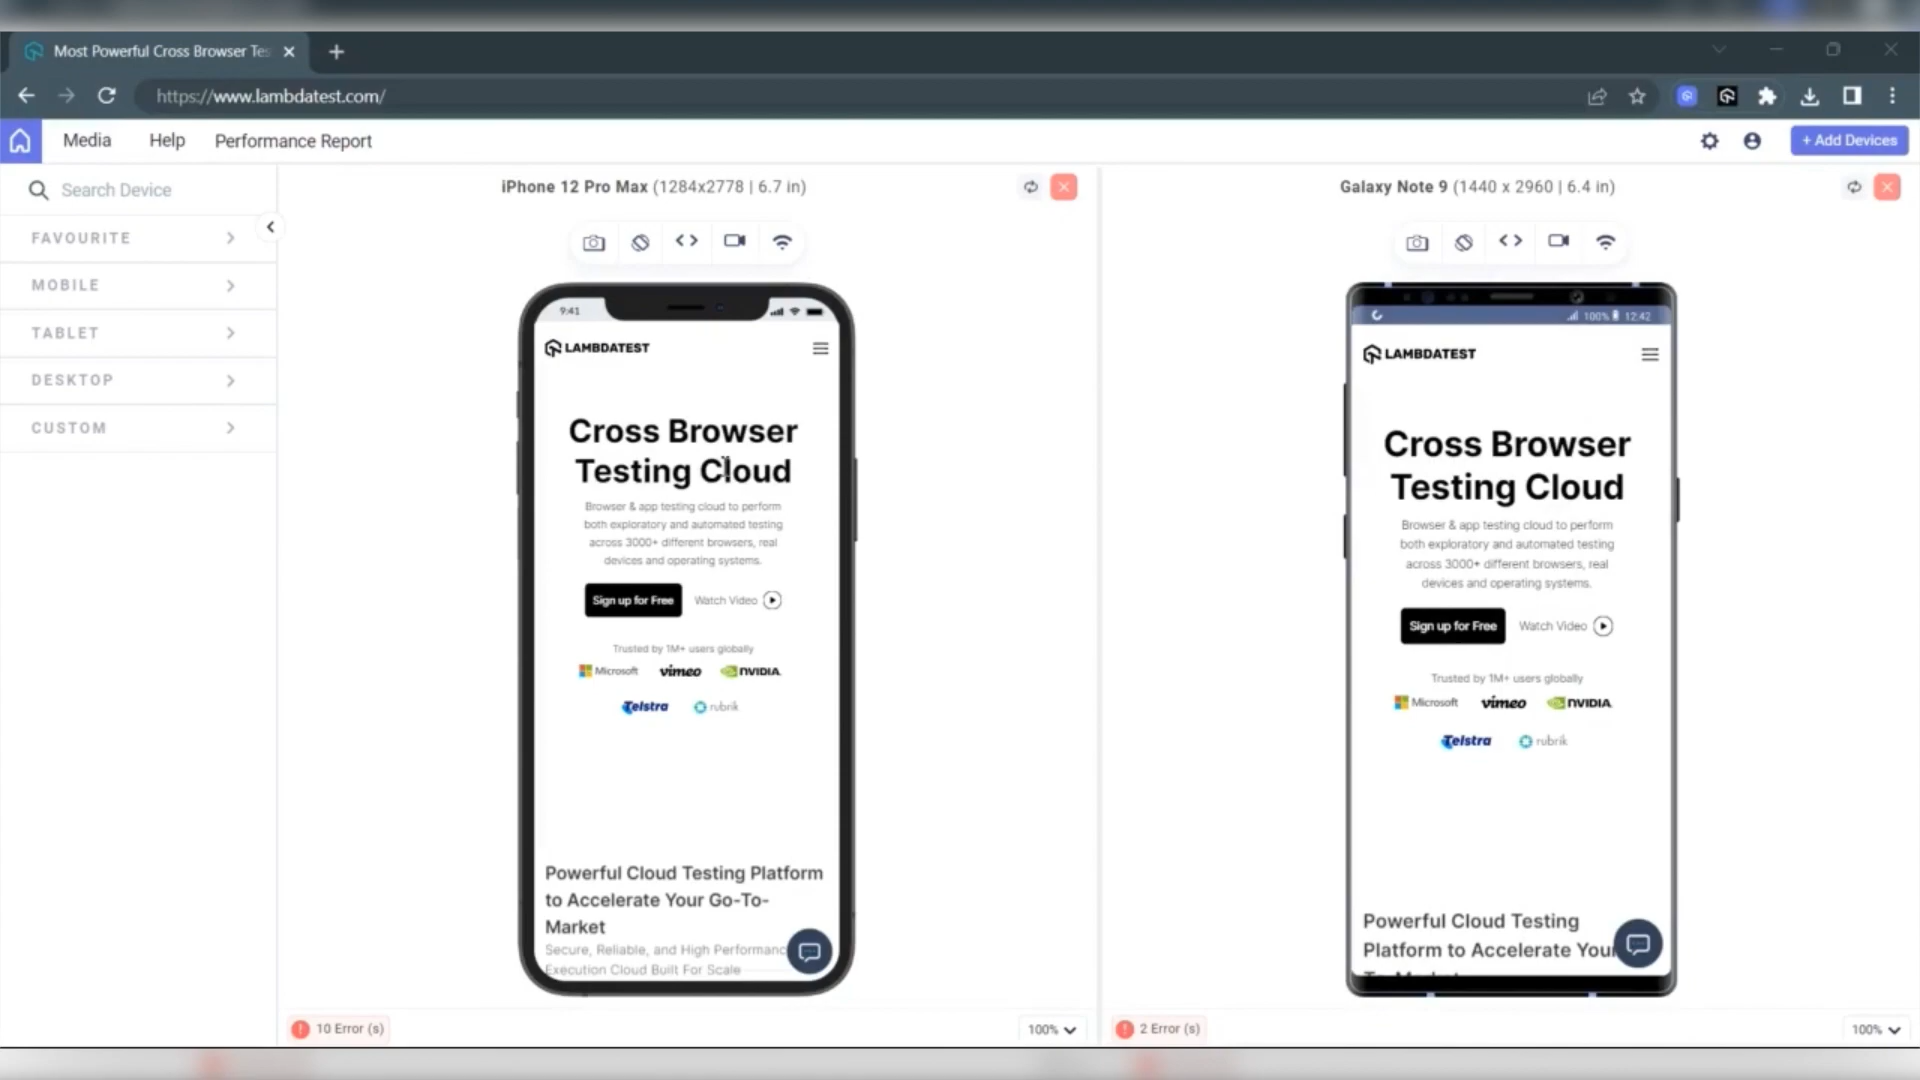 Most Powerful Cross Browser Tes
https://www.lambdatest.com/
Media
Help
Performance Report
+ Add Devices
Search Device
FAVOURITE
MOBILE
TABLET
DESKTOP
CUSTOM
iPhone 12 Pro Max (1284x2778 | 6.7 in)
9:41
LAMBDATEST
Cross Browser
Testing Cloud
Browser & app testing cloud to perform
both exploratory and automated testing
across 3000+ different browsers, real
devices and operating systems.
Sign up for Free
Watch Video
Trusted by 1M+ users globally
Microsoft
vimeo
NVIDIA
Telstra
rubrik
Powerful Cloud Testing Platform
to Accelerate Your Go-To-
Market
Secure, Reliable, and High Performanc
Execution Cloud Built For Scale
10 Error (s)
100%
Galaxy Note 9 (1440 x 2960 | 6.4 in)
100% 12:42
LAMBDATEST
Cross Browser
Testing Cloud
Browser & app testing cloud to perform
both exploratory and automated testing
across 3000+ different browsers, real
devices and operating systems.
Sign up for Free
Watch Video
Trusted by 1M+ users globally
Microsoft
vimeo
NVIDIA
Telstra
rubrik
Powerful Cloud Testing
Platform to Accelerate Your
2 Error (s)
100%